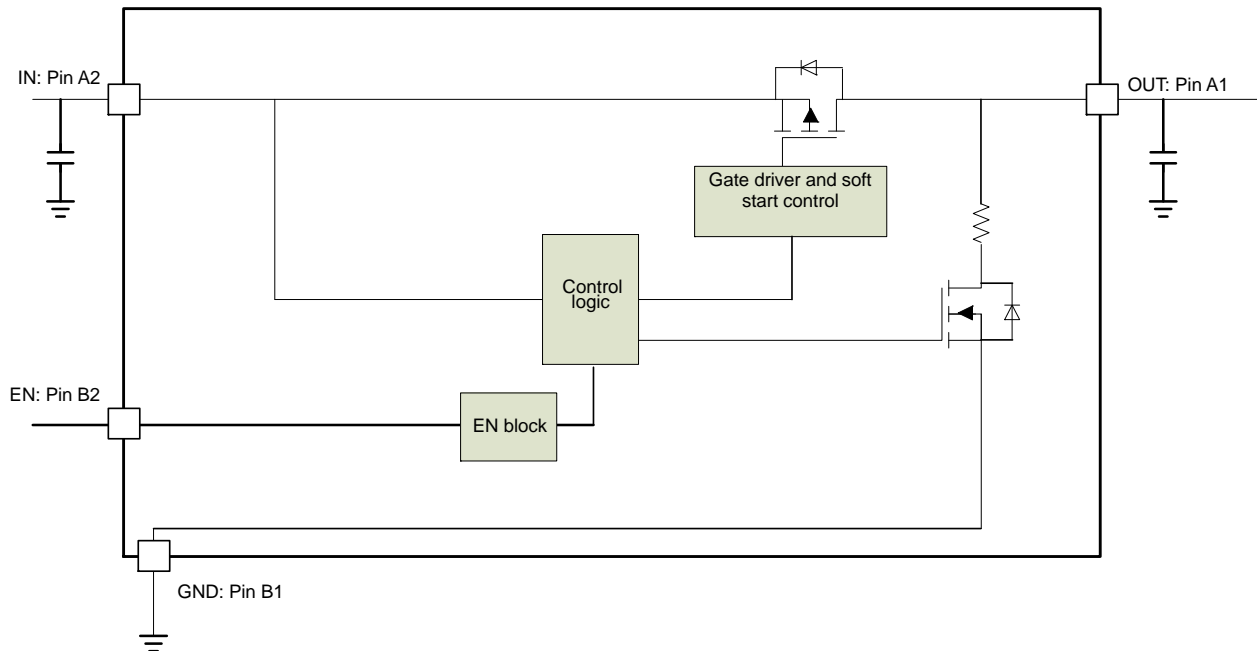 IN: Pin A2
OUT: Pin A1
Gate driver and soft
start control
Control
logic
EN: Pin B2
EN block
GND: Pin B1